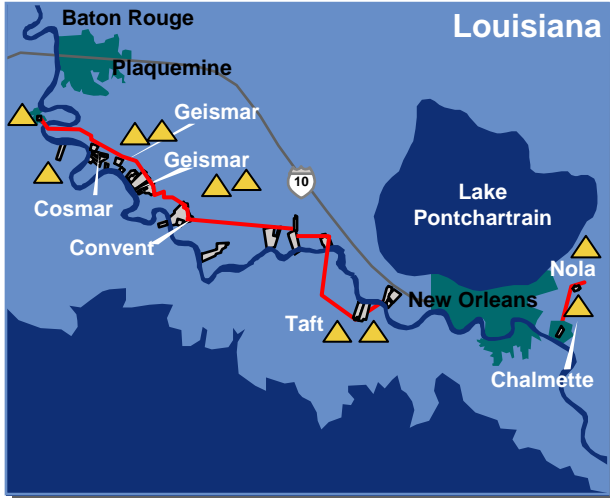 Louisiana
Baton Rouge
Plaquemine
Geismar
Geismar
10
Lake
Pontchartrain
Cosmar
Convent
Nola
New Orleans
Taft
Chalmette